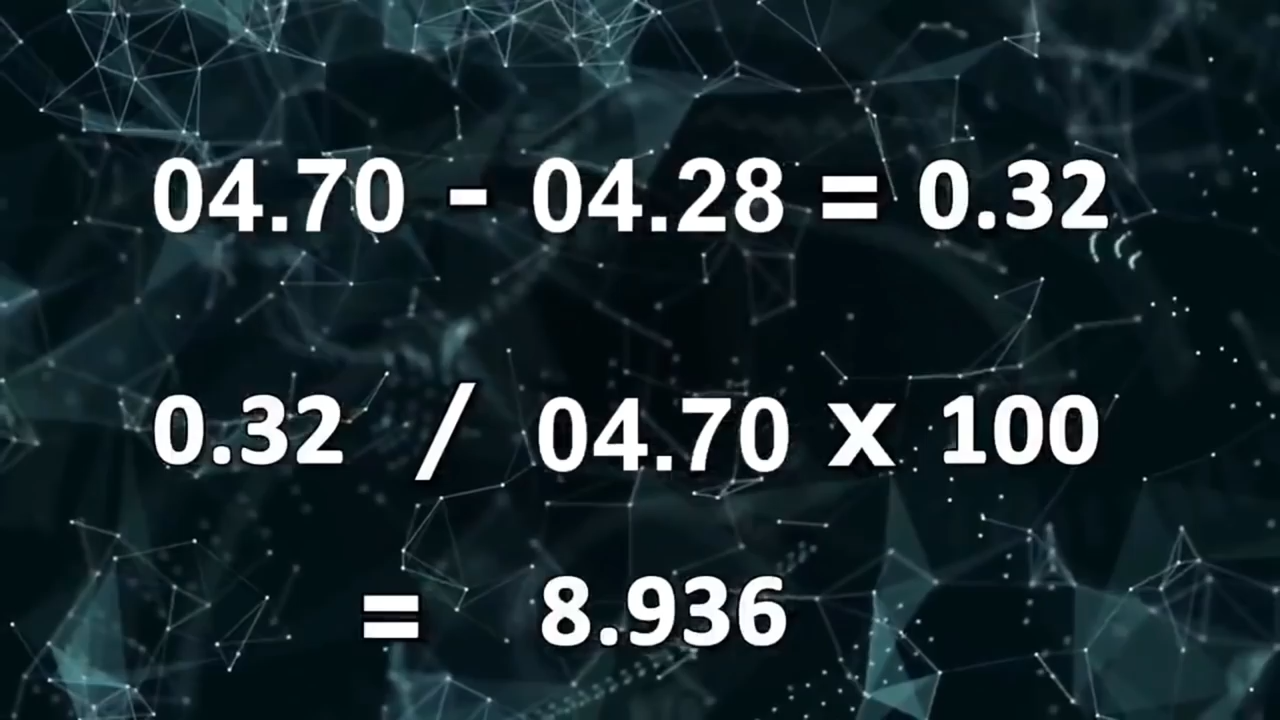 04.70 - 04.28 = 0.32
0.32 / 04.70 x 100
= 8.936